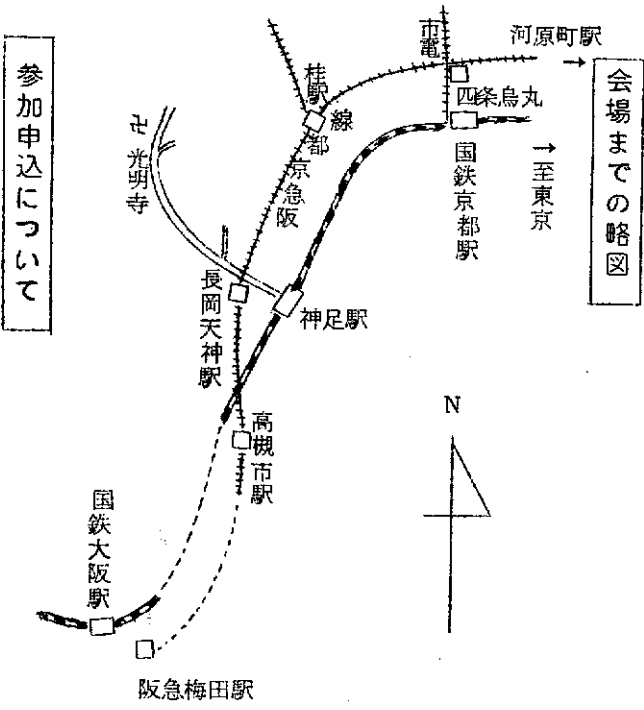 会場までの略図
河原町駅
→
市電
四条烏丸
国鉄京都駅
→至東京
桂駅
阪急京都線
卍光明寺
長岡天神駅
神足駅
高槻市駅
国鉄大阪駅
阪急梅田駅
N
参加申込について